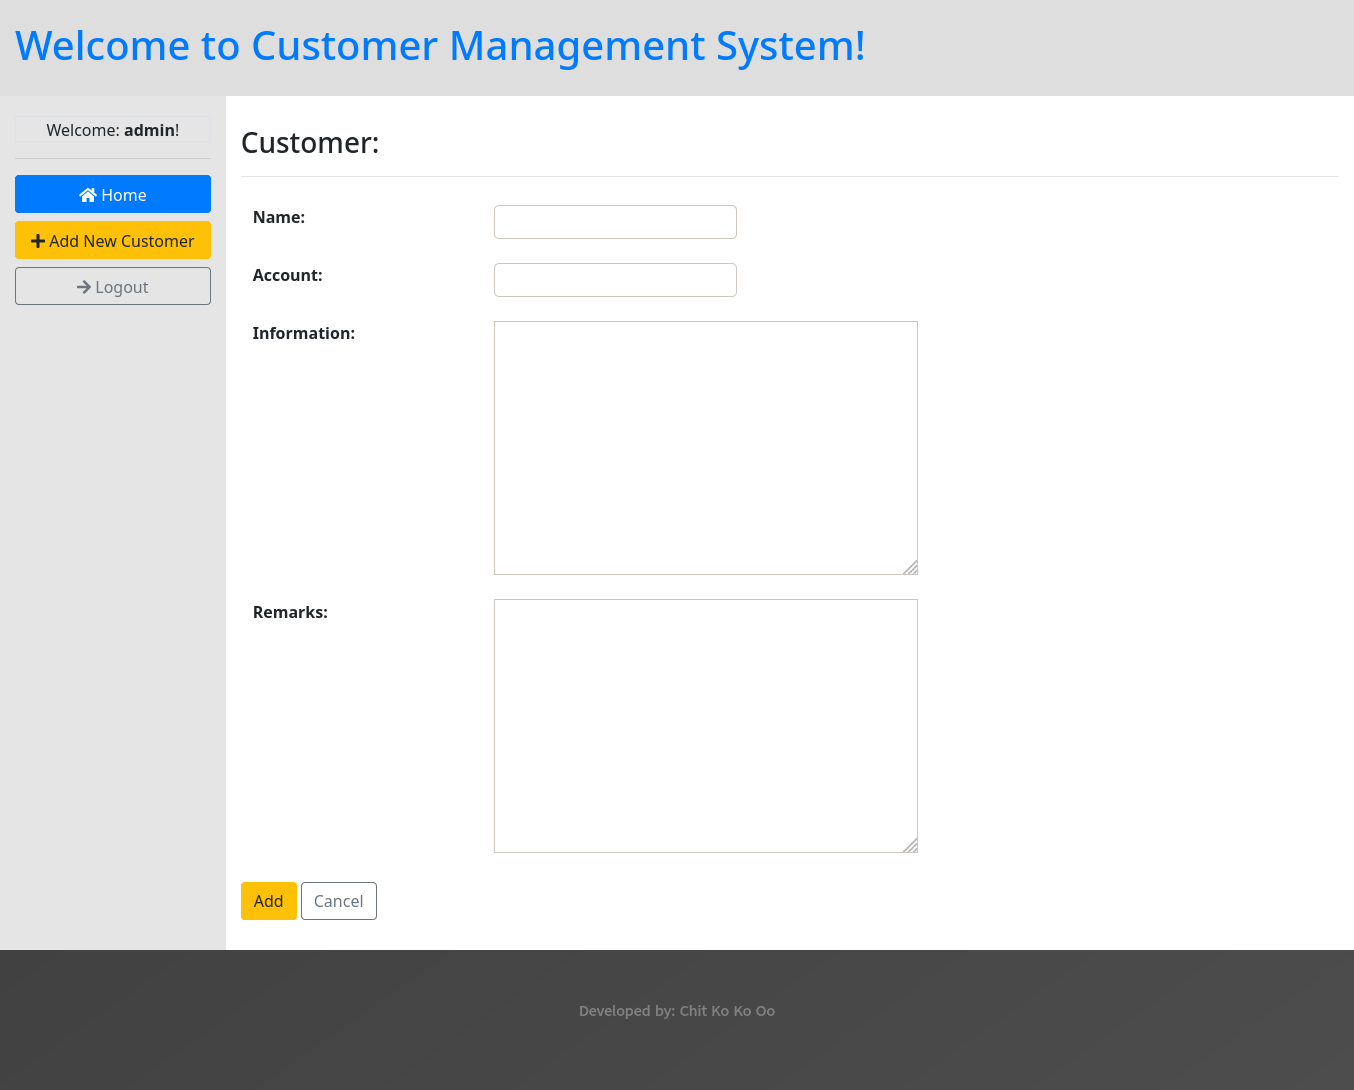 Welcome to Customer Management System!
Welcome: admin!
Home
Add New Customer
Logout
Customer:
Name:
Account:
Information:
Remarks:
Add Cancel
Developed by: Chit Ko Ko Oo